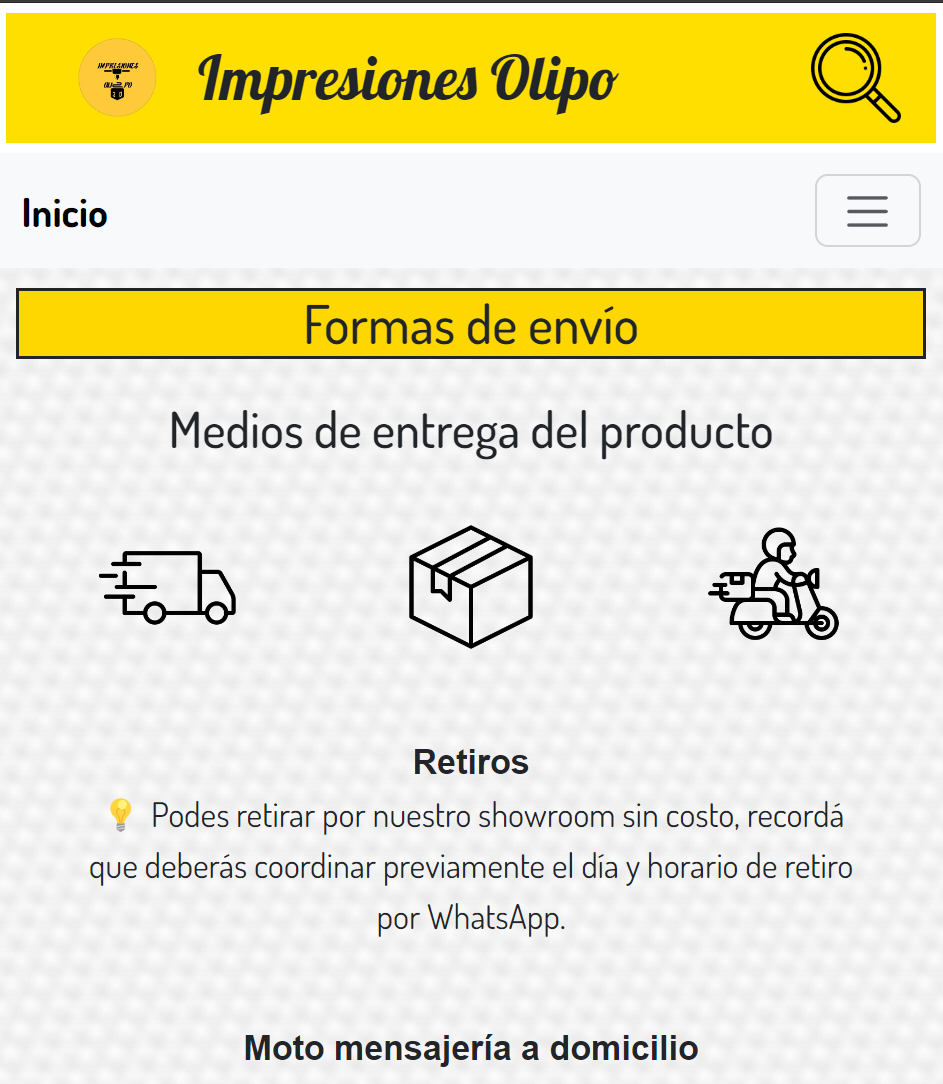 IMPRESIONES
Impresiones Olipo
Inicio
Formas de envío
Medios de entrega del producto
Retiros
💡 Podes retirar por nuestro showroom sin costo, recordá
que deberás coordinar previamente el día y horario de retiro
por WhatsApp.
Moto mensajería a domicilio